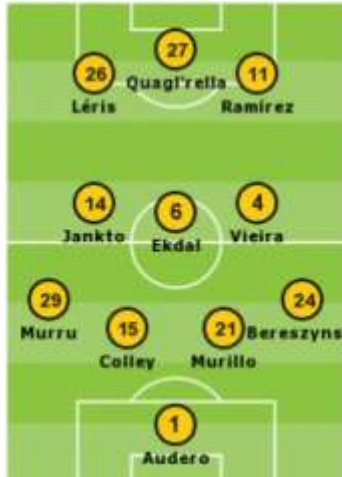 27
26
11
Quagl'rella
Léris
Ramírez
14
6
4
Jankto
Ekdal
Vieira
29
24
15
21
Murru
Bereszyns
Colley
Murillo
1
Audero